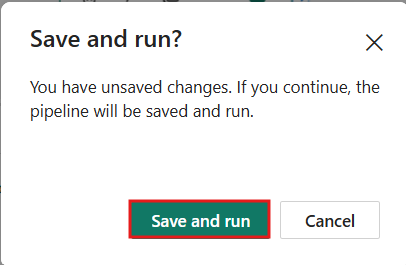 Save and run?
You have unsaved changes. If you continue, the
pipeline will be saved and run.
Save and run
Cancel